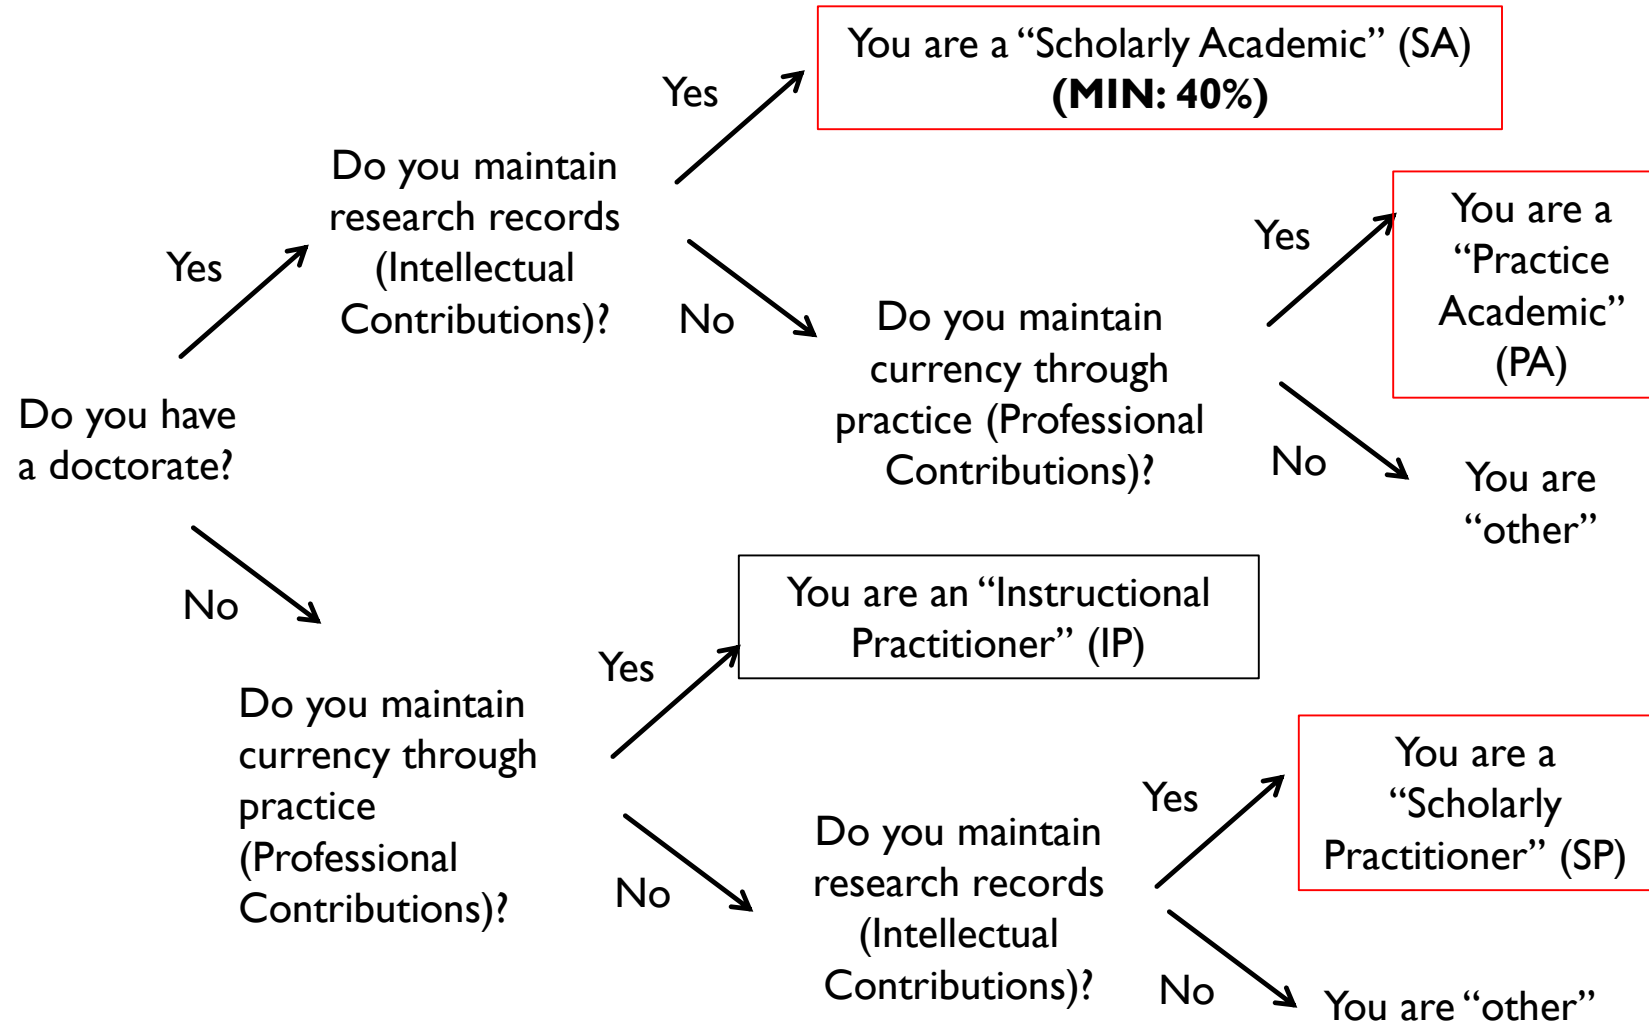 Do you have
a doctorate?
Yes
Do you maintain
research records
(Intellectual
Contributions)?
Yes
You are a “Scholarly Academic” (SA)
(MIN: 40%)
No
Do you maintain
currency through
practice (Professional
Contributions)?
Yes
You are a
“Practice
Academic”
(PA)
No
You are
“other”
No
Do you maintain
currency through
practice
(Professional
Contributions)?
Yes
You are an “Instructional
Practitioner” (IP)
No
Do you maintain
research records
(Intellectual
Contributions)?
Yes
You are a
“Scholarly
Practitioner” (SP)
No
You are “other”